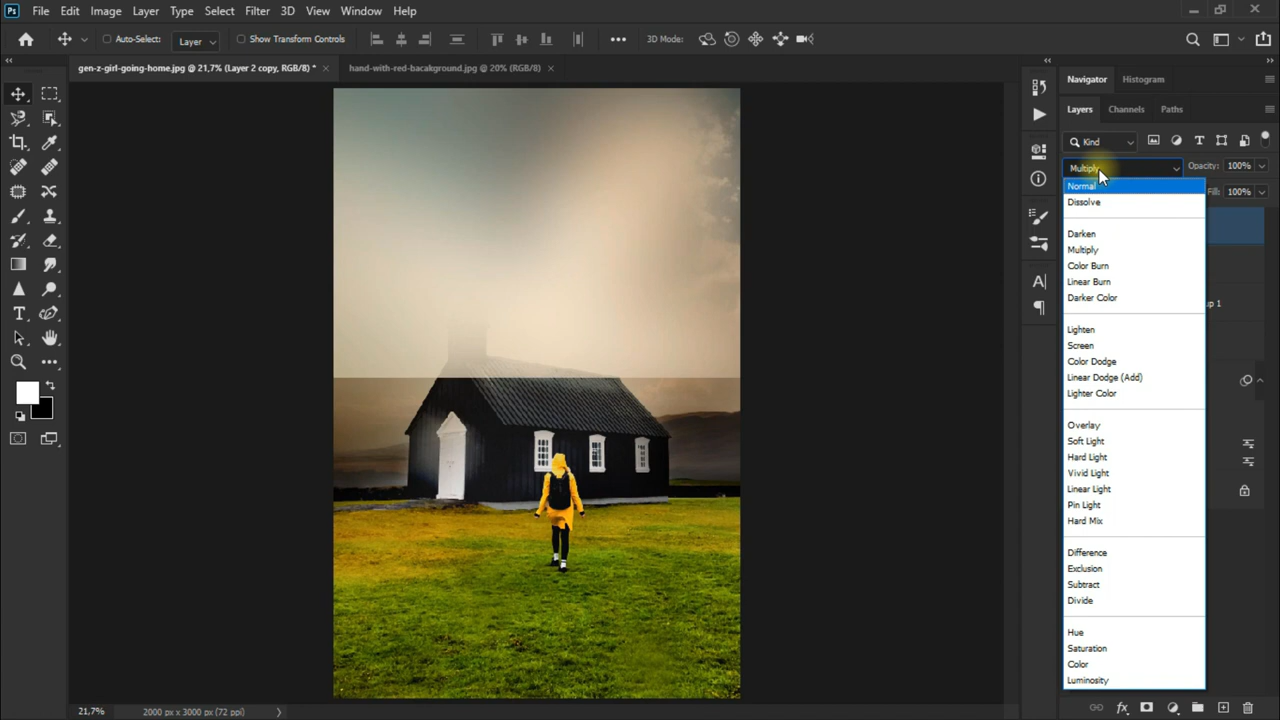 Ps File Edit Image Layer Type Select Filter 3D View Window Help
Auto-Select: Layer Show Transform Controls 3D Mode:
gen-z-girl-going-home.jpg @ 21,7% (Layer 2 copy, RGB/8) * hand-with-red-bacakground.jpg @ 20% (RGB/8)
Navigator Histogram
Layers Channels Paths
Kind
Multiply Opacity: 100%
Fill: 100%
Normal
Dissolve
Darken
Multiply
Color Burn
Linear Burn
Darker Color
up 1
Lighten
Screen
Color Dodge
Linear Dodge (Add)
Lighter Color
Overlay
Soft Light
Hard Light
Vivid Light
Linear Light
Pin Light
Hard Mix
Difference
Exclusion
Subtract
Divide
Hue
Saturation
Color
Luminosity
21,7% 2000 px x 3000 px (72 ppi)